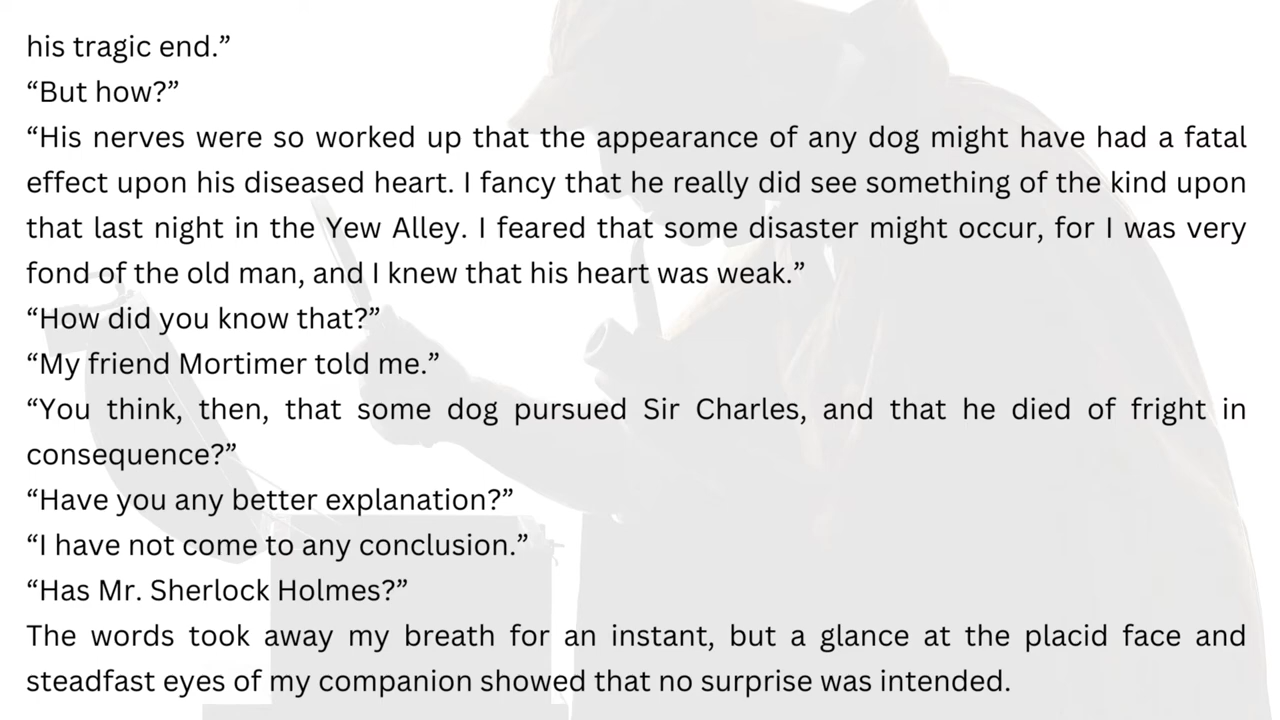 his tragic end.”
“But how?”
“His nerves were so worked up that the appearance of any dog might have had a fatal
effect upon his diseased heart. I fancy that he really did see something of the kind upon
that last night in the Yew Alley. I feared that some disaster might occur, for I was very
fond of the old man, and I knew that his heart was weak.”
“How did you know that?”
“My friend Mortimer told me.”
“You think, then, that some dog pursued Sir Charles, and that he died of fright in
consequence?”
“Have you any better explanation?”
“I have not come to any conclusion.”
“Has Mr. Sherlock Holmes?”
The words took away my breath for an instant, but a glance at the placid face and
steadfast eyes of my companion showed that no surprise was intended.